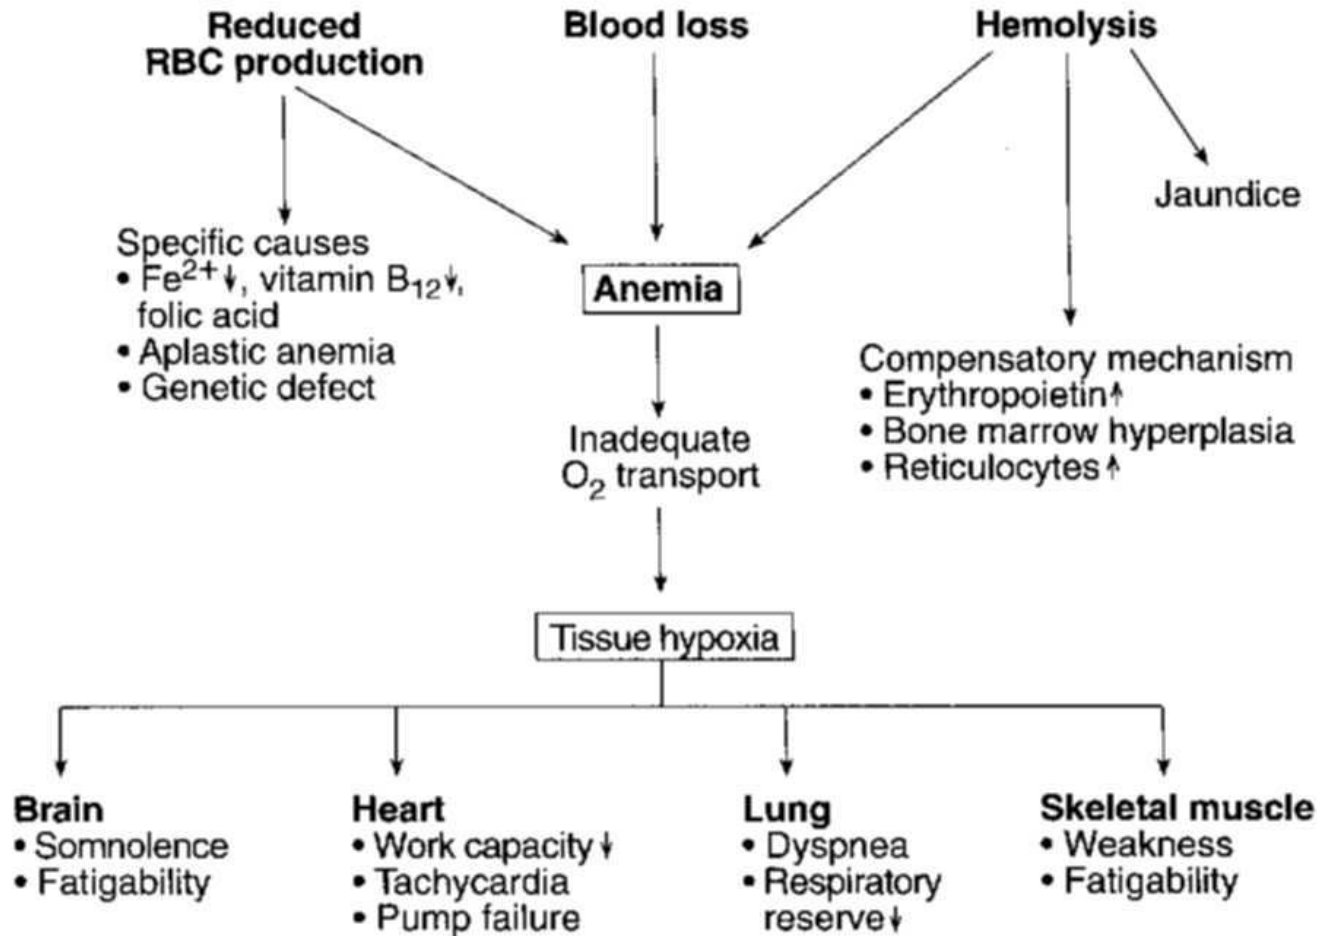 Reduced
RBC production
Blood loss
Hemolysis
Jaundice
Specific causes
• Fe2+↓, vitamin B12↓,
folic acid
• Aplastic anemia
• Genetic defect
Anemia
Compensatory mechanism
• Erythropoietin↑
• Bone marrow hyperplasia
• Reticulocytes↑
Inadequate
O2 transport
Tissue hypoxia
Brain
• Somnolence
• Fatigability
Heart
• Work capacity↓
• Tachycardia
• Pump failure
Lung
• Dyspnea
• Respiratory
reserve↓
Skeletal muscle
• Weakness
• Fatigability